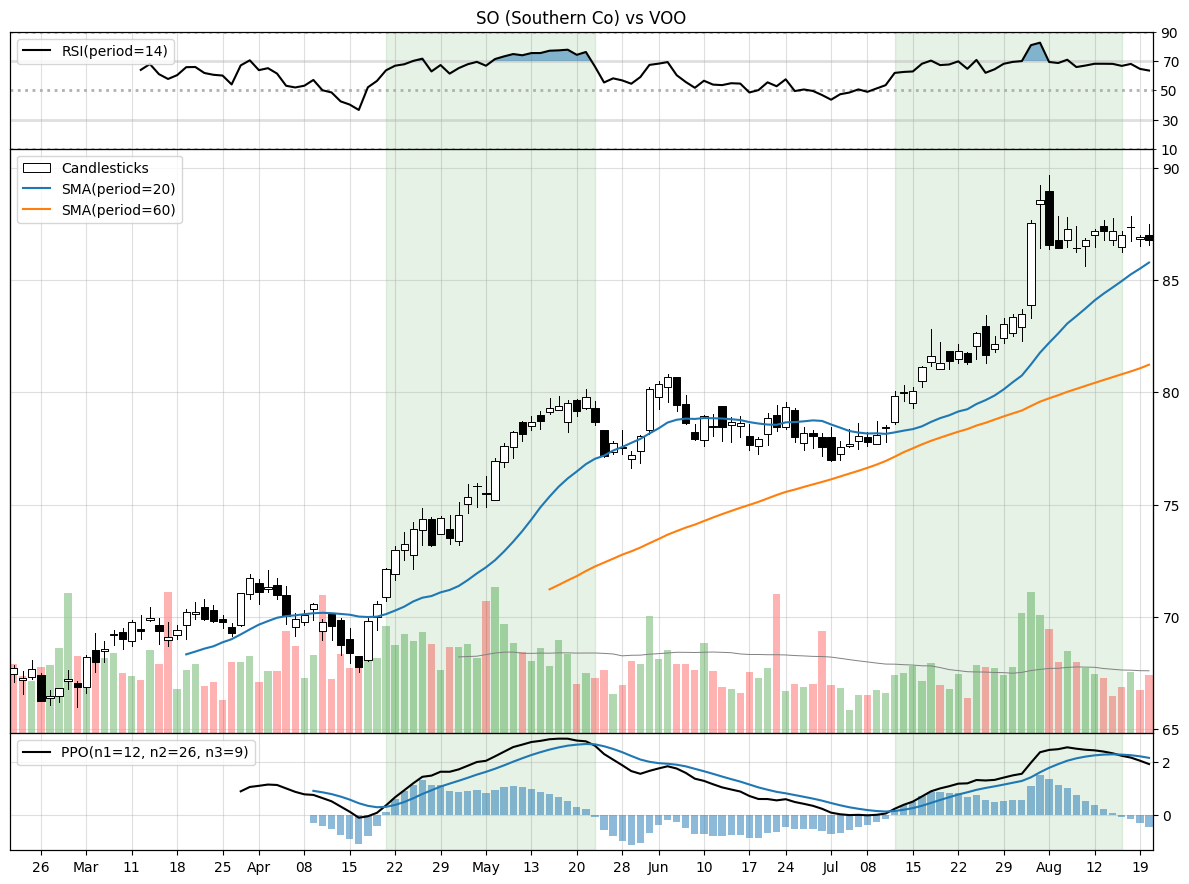 SO (Southern Co) vs VOO
RSI(period=14)
90
70
50
30
10
Candlesticks
SMA(period=20)
SMA(period=60)
90
85
80
75
70
65
PPO(n1=12, n2=26, n3=9)
2
0
26 Mar 11 18 25 Apr 08 15 22 29 May 13 20 28 Jun 10 17 24 Jul 08 15 22 29 Aug 12 19